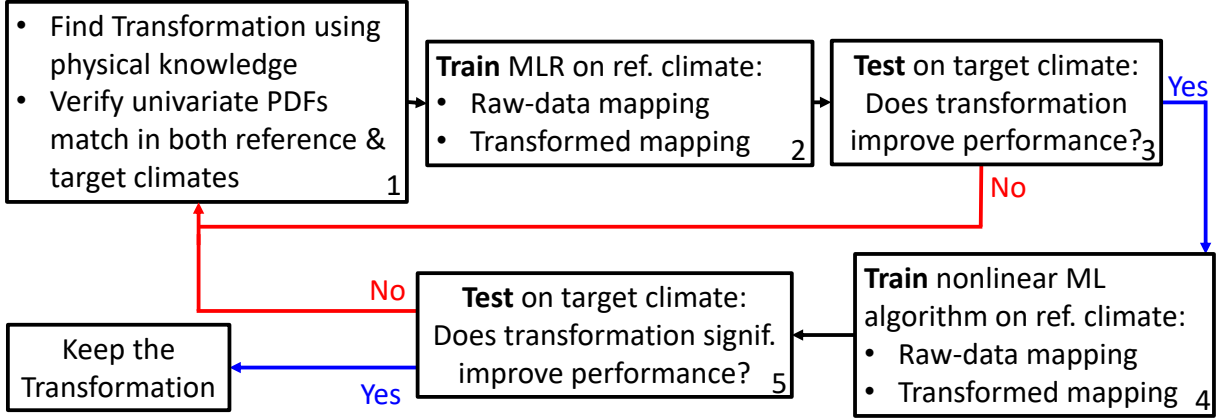 • Find Transformation using
physical knowledge
• Verify univariate PDFs
match in both reference &
target climates
1
Train MLR on ref. climate:
• Raw-data mapping
• Transformed mapping
2
Test on target climate:
Does transformation
improve performance?
3
Yes
No
Train nonlinear ML
algorithm on ref. climate:
• Raw-data mapping
• Transformed mapping
4
Test on target climate:
Does transformation signif.
improve performance?
5
No
Yes
Keep the
Transformation